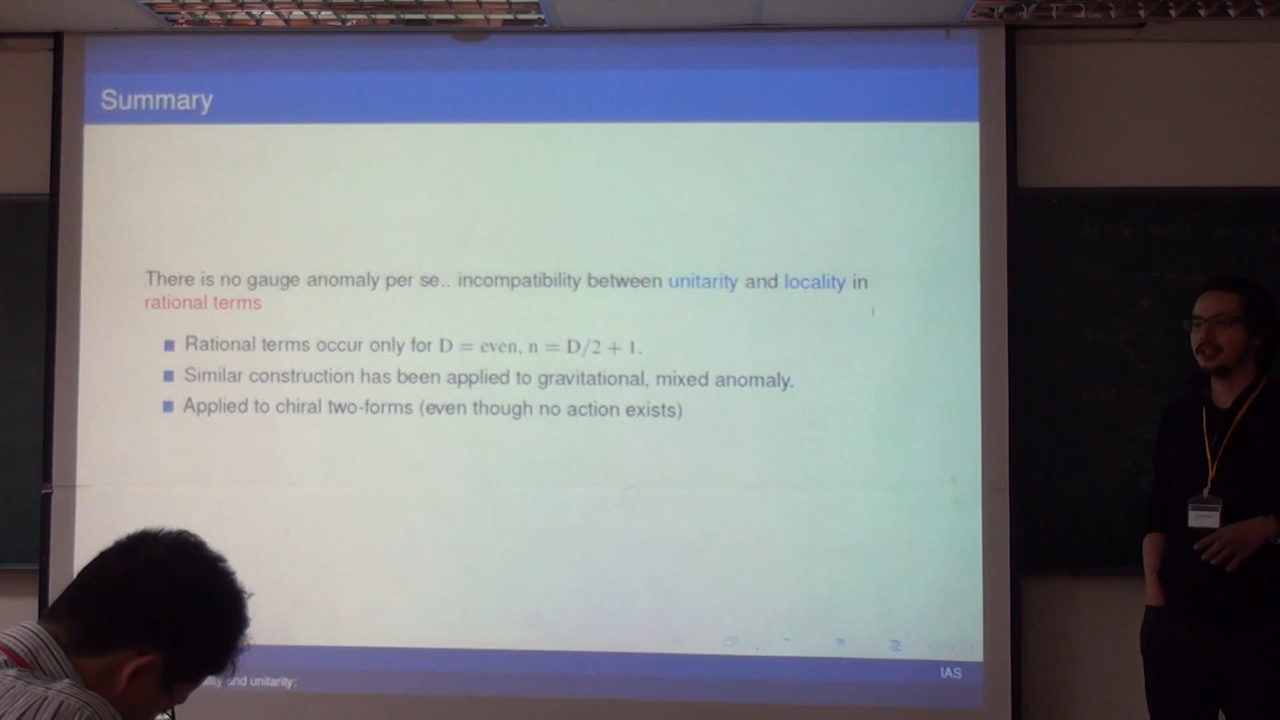 Summary
There is no gauge anomaly per se.. incompatibility between unitarity and locality in
rational terms
Rational terms occur only for D = even, n = D/2 + 1.
Similar construction has been applied to gravitational, mixed anomaly.
Applied to chiral two-forms (even though no action exists)
and unitarity:
IAS